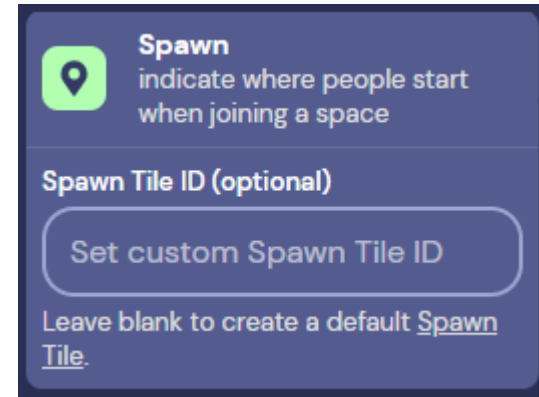 Spawn
indicate where people start
when joining a space
Spawn Tile ID (optional)
Set custom Spawn Tile ID
Leave blank to create a default Spawn
Tile.